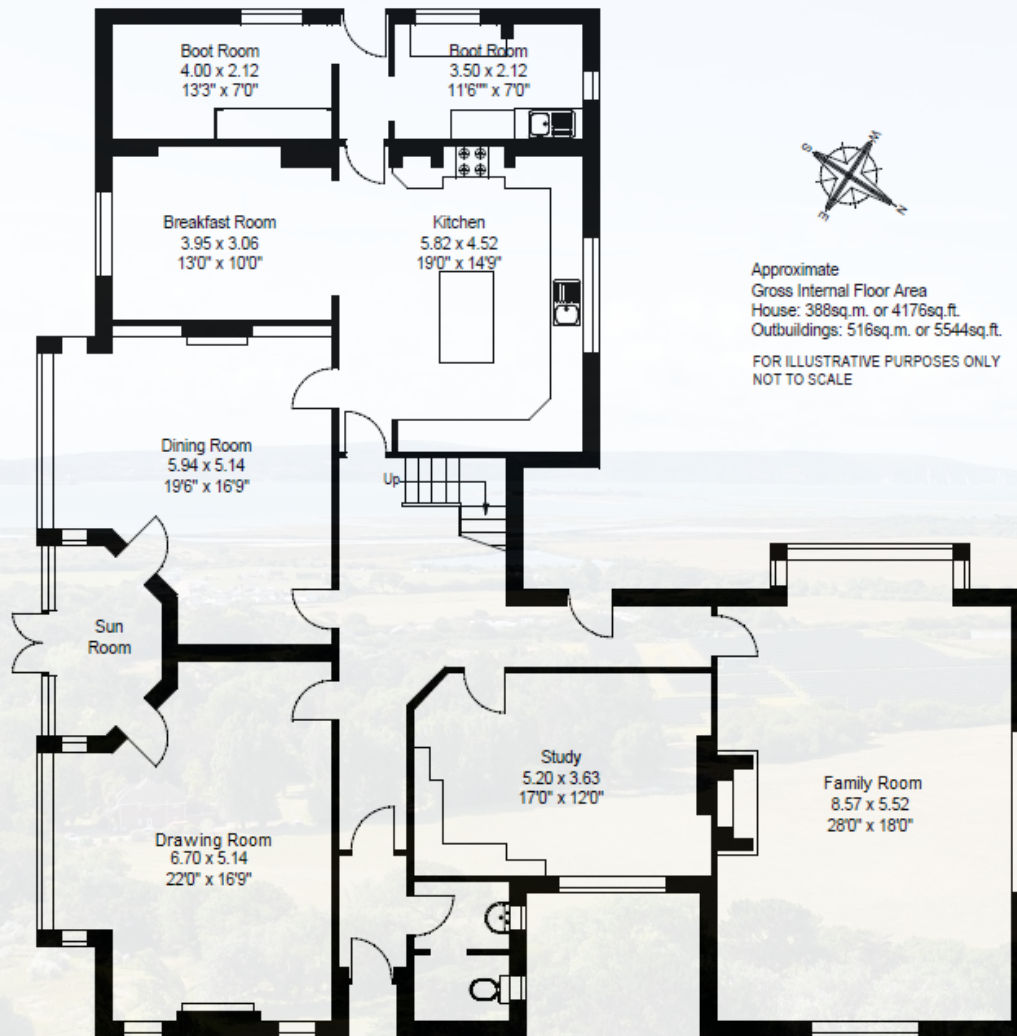 Boot Room
4.00 x 2.12
13'3" x 7'0"
Boot Room
3.50 x 2.12
11'6"" x 7'0"
Breakfast Room
3.95 x 3.06
13'0" x 10'0"
Kitchen
5.82 x 4.52
19'0" x 14'9"
W
S
N
E
Approximate
Gross Internal Floor Area
House: 388sq.m. or 4176sq.ft.
Outbuildings: 516sq.m. or 5544sq.ft.
FOR ILLUSTRATIVE PURPOSES ONLY
NOT TO SCALE
Dining Room
5.94 x 5.14
19'6" x 16'9"
Up
Sun
Room
Study
5.20 x 3.63
17'0" x 12'0"
Family Room
8.57 x 5.52
28'0" x 18'0"
Drawing Room
6.70 x 5.14
22'0" x 16'9"